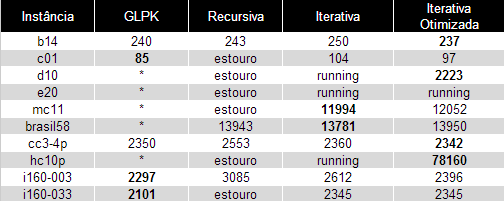 Instância GLPK Recursiva Iterativa Iterativa Otimizada
b14 240 243 250 237
c01 85 estouro 104 97
d10 * estouro running 2223
e20 * estouro running running
mc11 * estouro 11994 12052
brasil58 * 13943 13781 13950
cc3-4p 2350 2553 2360 2342
hc10p * estouro running 78160
i160-003 2297 3085 2612 2396
i160-033 2101 estouro 2345 2345